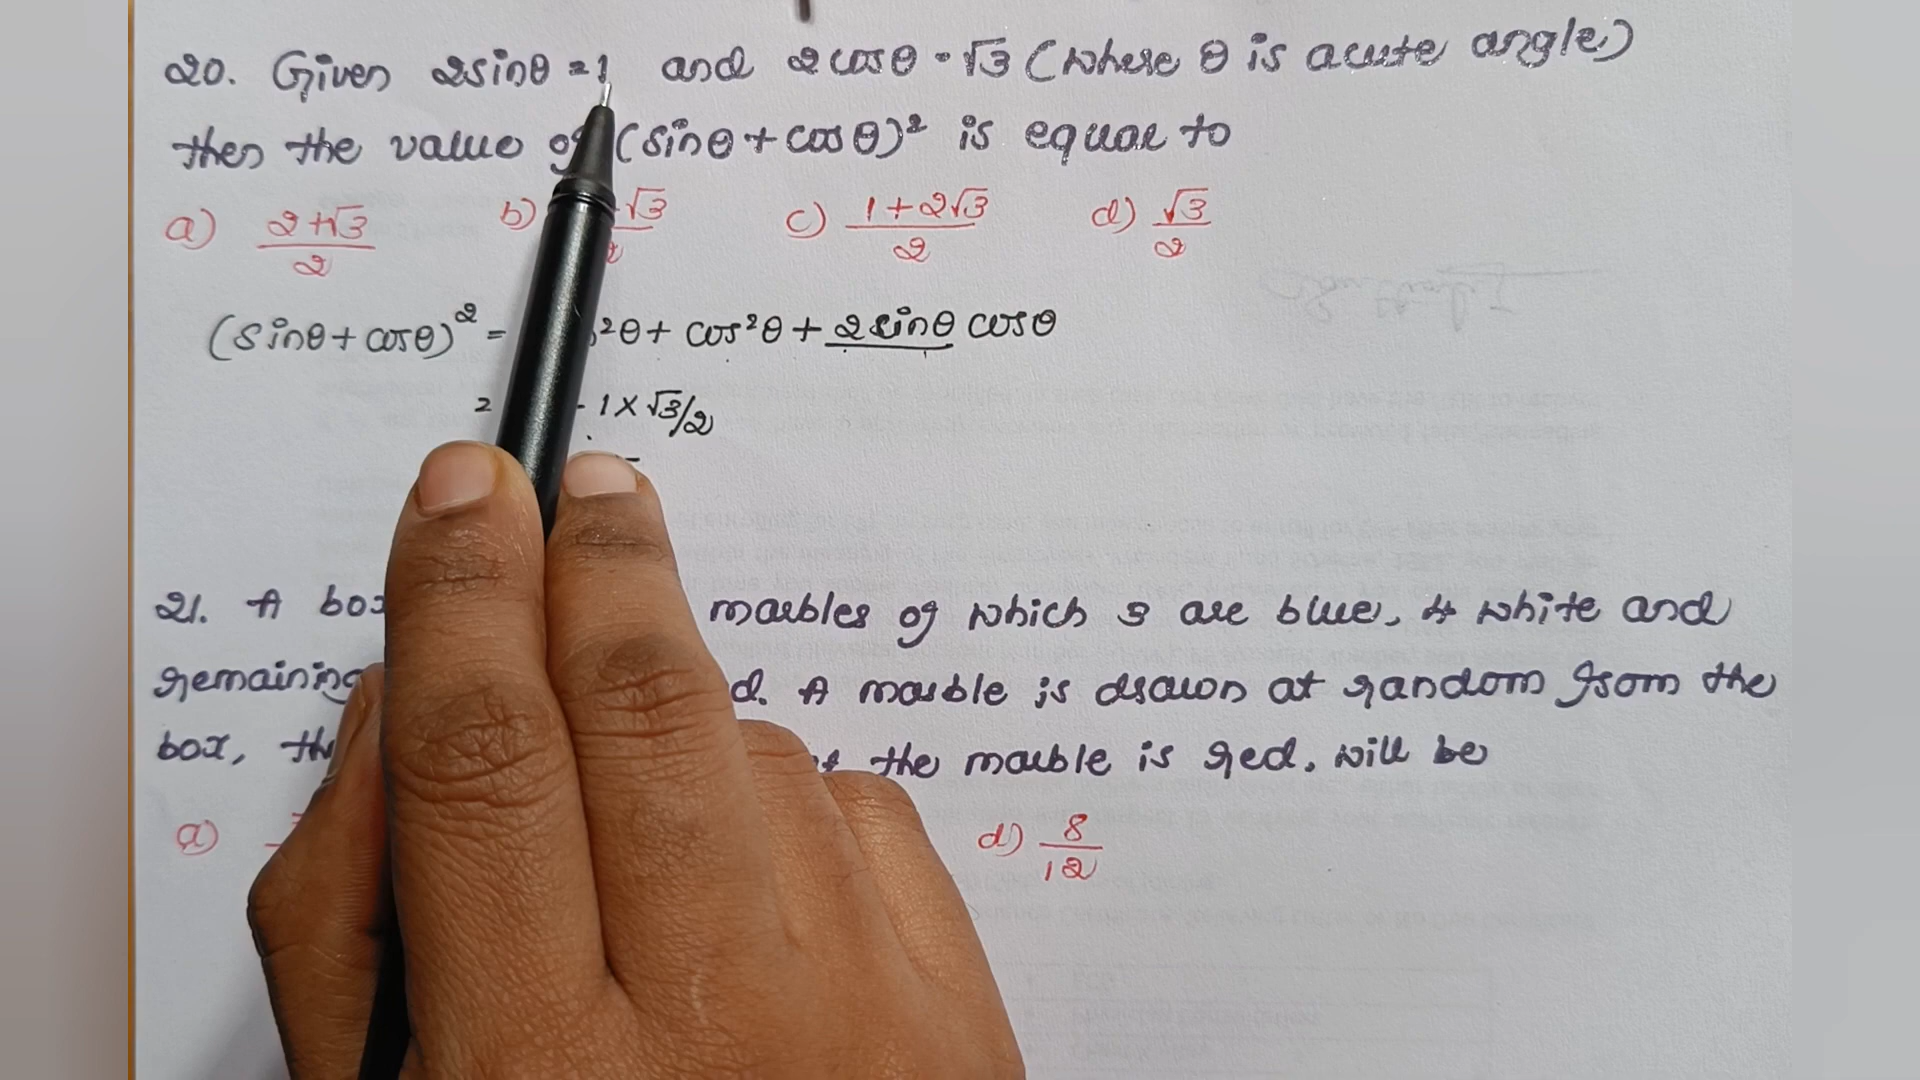 20. Given 2sinθ = 1 and 2cosθ = √3 (where θ is acute angle)
then the value of (sinθ + cosθ)² is equal to
a) 2+√3/2 b) √3 c) 1+2√3/2 d) √3/2
(sinθ + cosθ)² = ²θ + cos²θ + 2sinθ cosθ
= 1 × √3/2
21. A box marbles of which 3 are blue, 4 white and
remaining d. A marble is drawn at random from the
box, the marble is red, will be
a) d) 8/12